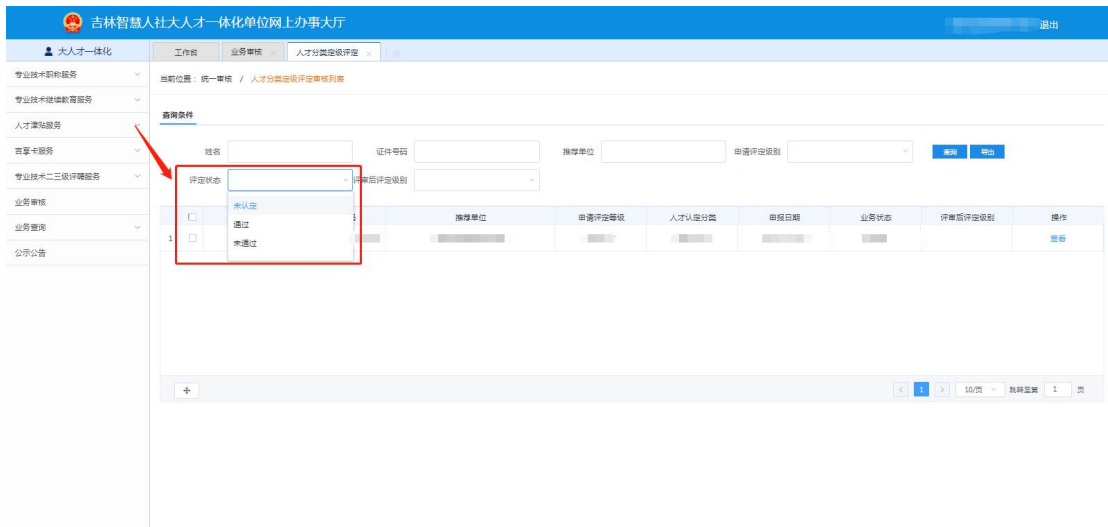 吉林智慧人社大人才一体化单位网上办事大厅
退出
大人才一体化
工作台 业务审核 人才分类定级评定
专业技术职称服务
专业技术继续教育服务
人才津贴服务
吉享卡服务
专业技术二三级评聘服务
业务审核
业务查询
公示公告
当前位置：统一审核 / 人才分类定级评定审核列表
查询条件
姓名 证件号码 推荐单位 申请评定级别 查询 导出
评定状态 评审后评定级别
未认定
通过
未通过
推荐单位 申请评定等级 人才认定分类 申报日期 业务状态 评审后评定级别 操作
1 查看
1 10/页 跳转至第 1 页